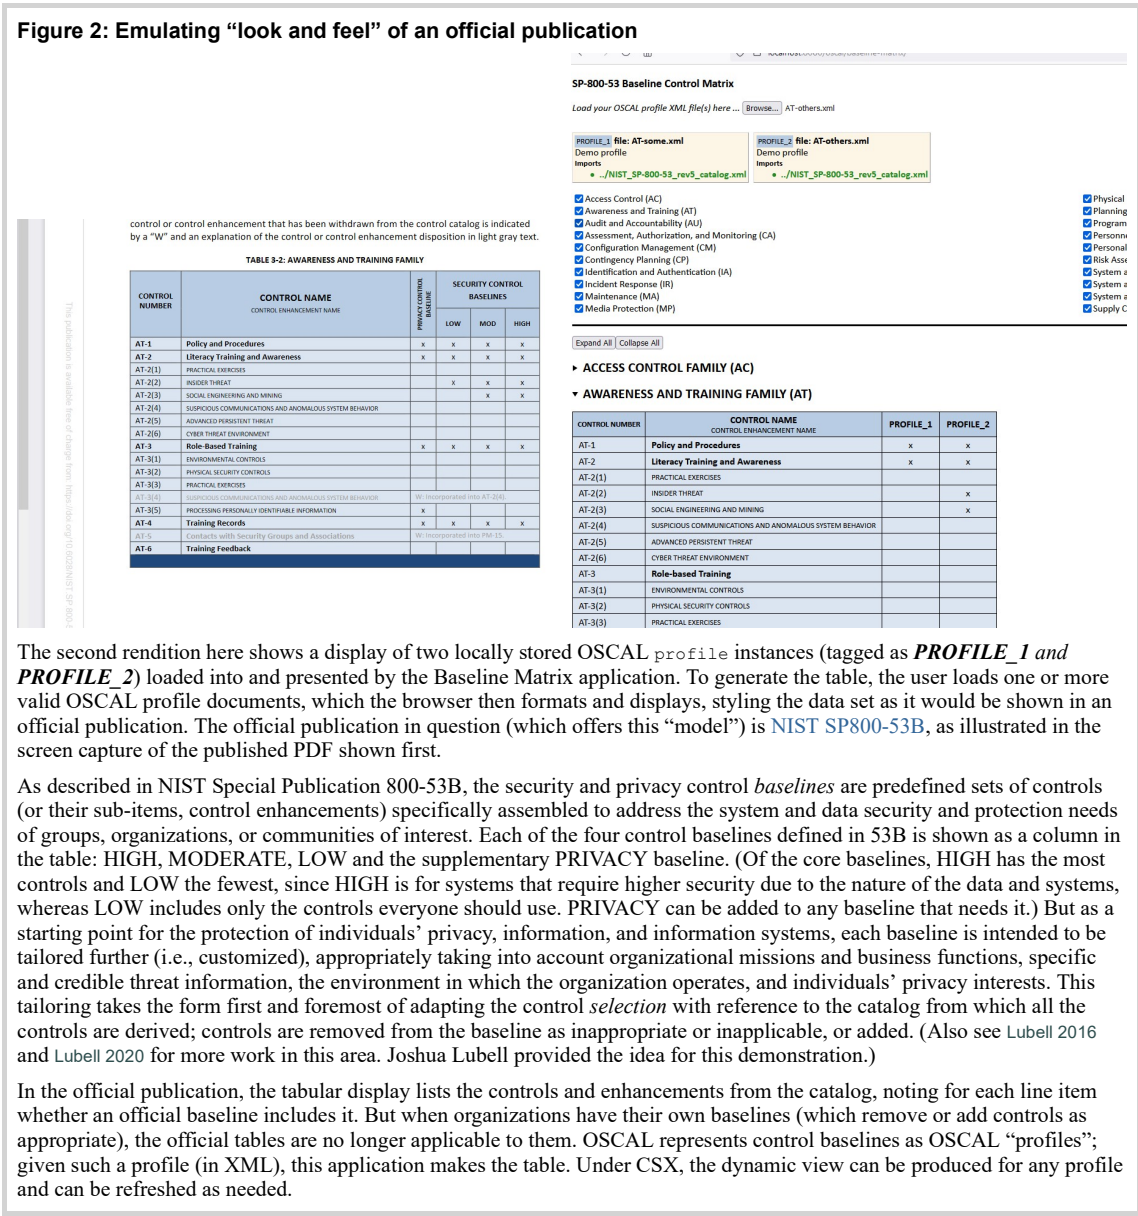 Figure 2: Emulating “look and feel” of an official publication
SP-800-53 Baseline Control Matrix
Load your OSCAL profile XML file(s) here ... Browse... AT-others.xml
PROFILE_1 file: AT-some.xml
Demo profile
Imports
• ../NIST_SP-800-53_rev5_catalog.xml
PROFILE_2 file: AT-others.xml
Demo profile
Imports
• ../NIST_SP-800-53_rev5_catalog.xml
Access Control (AC)
Awareness and Training (AT)
Audit and Accountability (AU)
Assessment, Authorization, and Monitoring (CA)
Configuration Management (CM)
Contingency Planning (CP)
Identification and Authentication (IA)
Incident Response (IR)
Maintenance (MA)
Media Protection (MP)
Physical
Planning
Program
Personne
Personal
Risk Asse
System a
System a
System a
Supply C
Expand All Collapse All
▸ ACCESS CONTROL FAMILY (AC)
▾ AWARENESS AND TRAINING FAMILY (AT)
CONTROL NUMBER CONTROL NAME PROFILE_1 PROFILE_2
CONTROL ENHANCEMENT NAME
AT-1 Policy and Procedures x x
AT-2 Literacy Training and Awareness x x
AT-2(1) PRACTICAL EXERCISES
AT-2(2) INSIDER THREAT x
AT-2(3) SOCIAL ENGINEERING AND MINING x
AT-2(4) SUSPICIOUS COMMUNICATIONS AND ANOMALOUS SYSTEM BEHAVIOR
AT-2(5) ADVANCED PERSISTENT THREAT
AT-2(6) CYBER THREAT ENVIRONMENT
AT-3 Role-based Training
AT-3(1) ENVIRONMENTAL CONTROLS
AT-3(2) PHYSICAL SECURITY CONTROLS
AT-3(3) PRACTICAL EXERCISES
control or control enhancement that has been withdrawn from the control catalog is indicated
by a “W” and an explanation of the control or control enhancement disposition in light gray text.
TABLE 3-2: AWARENESS AND TRAINING FAMILY
CONTROL NUMBER CONTROL NAME PRIVACY CONTROL BASELINE SECURITY CONTROL BASELINES
CONTROL ENHANCEMENT NAME
LOW MOD HIGH
AT-1 Policy and Procedures x x x x
AT-2 Literacy Training and Awareness x x x x
AT-2(1) PRACTICAL EXERCISES
AT-2(2) INSIDER THREAT x x x
AT-2(3) SOCIAL ENGINEERING AND MINING x x
AT-2(4) SUSPICIOUS COMMUNICATIONS AND ANOMALOUS SYSTEM BEHAVIOR
AT-2(5) ADVANCED PERSISTENT THREAT
AT-2(6) CYBER THREAT ENVIRONMENT
AT-3 Role-Based Training x x x x
AT-3(1) ENVIRONMENTAL CONTROLS
AT-3(2) PHYSICAL SECURITY CONTROLS
AT-3(3) PRACTICAL EXERCISES
AT-3(4) SUSPICIOUS COMMUNICATIONS AND ANOMALOUS SYSTEM BEHAVIOR W: Incorporated into AT-2(4).
AT-3(5) PROCESSING PERSONALLY IDENTIFIABLE INFORMATION x
AT-4 Training Records x x x x
AT-5 Contacts with Security Groups and Associations W: Incorporated into PM-15.
AT-6 Training Feedback
This publication is available free of charge from: https://doi.org/10.6028/NIST.SP.800-5
The second rendition here shows a display of two locally stored OSCAL profile instances (tagged as PROFILE_1 and
PROFILE_2) loaded into and presented by the Baseline Matrix application. To generate the table, the user loads one or more
valid OSCAL profile documents, which the browser then formats and displays, styling the data set as it would be shown in an
official publication. The official publication in question (which offers this “model”) is NIST SP800-53B, as illustrated in the
screen capture of the published PDF shown first.
As described in NIST Special Publication 800-53B, the security and privacy control baselines are predefined sets of controls
(or their sub-items, control enhancements) specifically assembled to address the system and data security and protection needs
of groups, organizations, or communities of interest. Each of the four control baselines defined in 53B is shown as a column in
the table: HIGH, MODERATE, LOW and the supplementary PRIVACY baseline. (Of the core baselines, HIGH has the most
controls and LOW the fewest, since HIGH is for systems that require higher security due to the nature of the data and systems,
whereas LOW includes only the controls everyone should use. PRIVACY can be added to any baseline that needs it.) But as a
starting point for the protection of individuals’ privacy, information, and information systems, each baseline is intended to be
tailored further (i.e., customized), appropriately taking into account organizational missions and business functions, specific
and credible threat information, the environment in which the organization operates, and individuals’ privacy interests. This
tailoring takes the form first and foremost of adapting the control selection with reference to the catalog from which all the
controls are derived; controls are removed from the baseline as inappropriate or inapplicable, or added. (Also see Lubell 2016
and Lubell 2020 for more work in this area. Joshua Lubell provided the idea for this demonstration.)
In the official publication, the tabular display lists the controls and enhancements from the catalog, noting for each line item
whether an official baseline includes it. But when organizations have their own baselines (which remove or add controls as
appropriate), the official tables are no longer applicable to them. OSCAL represents control baselines as OSCAL “profiles”;
given such a profile (in XML), this application makes the table. Under CSX, the dynamic view can be produced for any profile
and can be refreshed as needed.